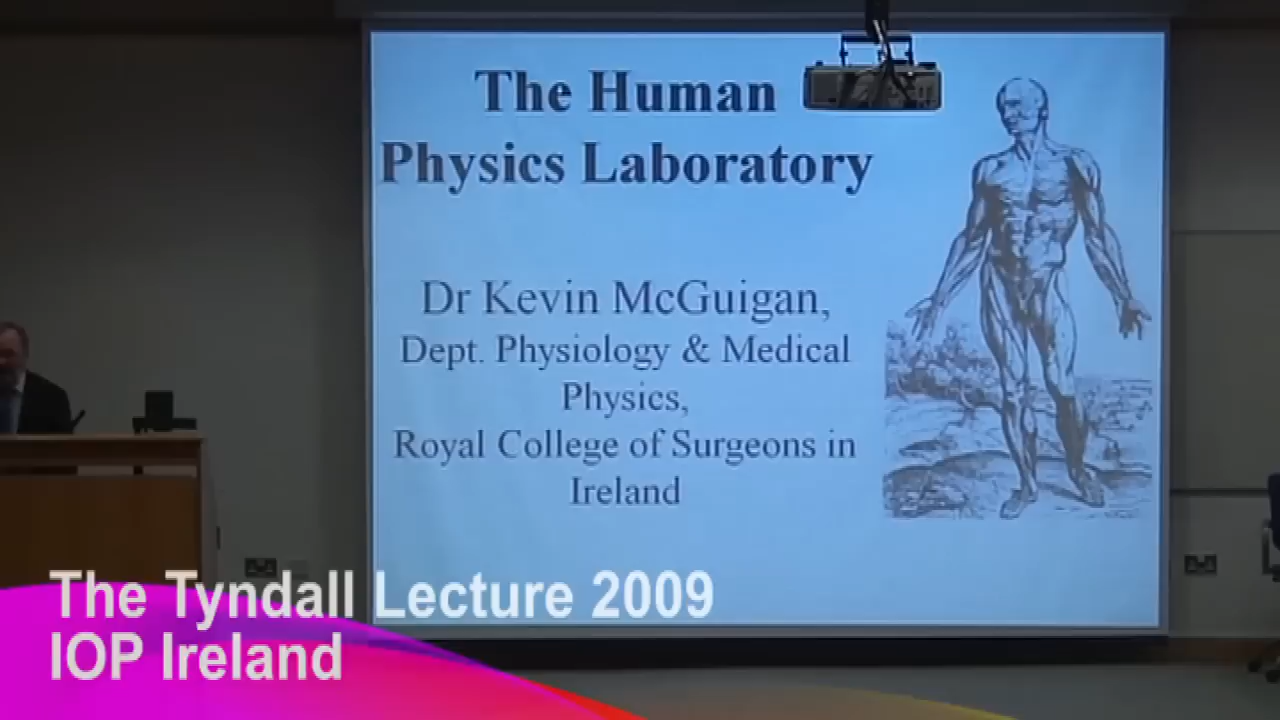 The Human
Physics Laboratory
Dr Kevin McGuigan,
Dept. Physiology & Medical
Physics,
Royal College of Surgeons in
Ireland
The Tyndall Lecture 2009
IOP Ireland